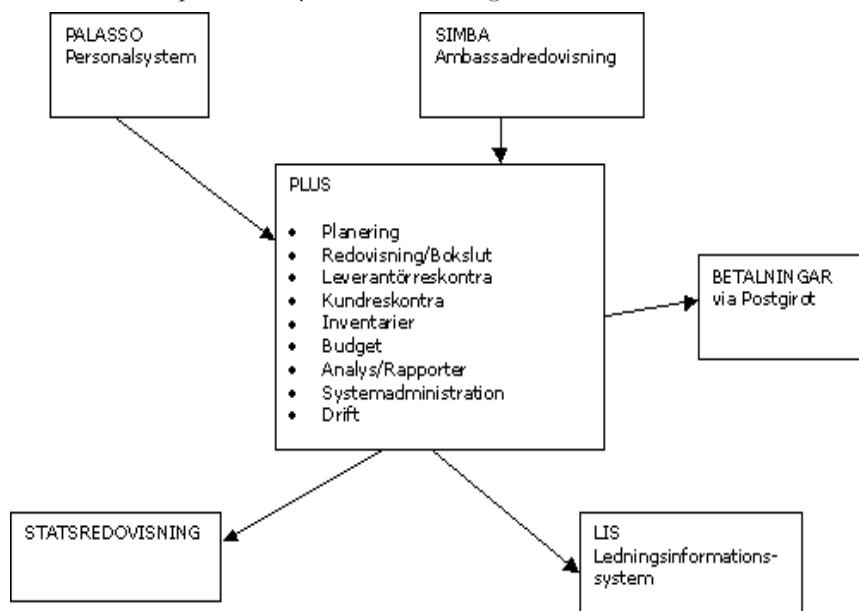 PALASSO
Personalsystem
SIMBA
Ambassadredovisning
PLUS
• Planering
• Redovisning/Bokslut
• Leverantörreskontra
• Kundreskontra
• Inventarier
• Budget
• Analys/Rapporter
• Systemadministration
• Drift
BETALNINGAR
via Postgirot
STATSREDOVISNING
LIS
Ledningsinformations-
system